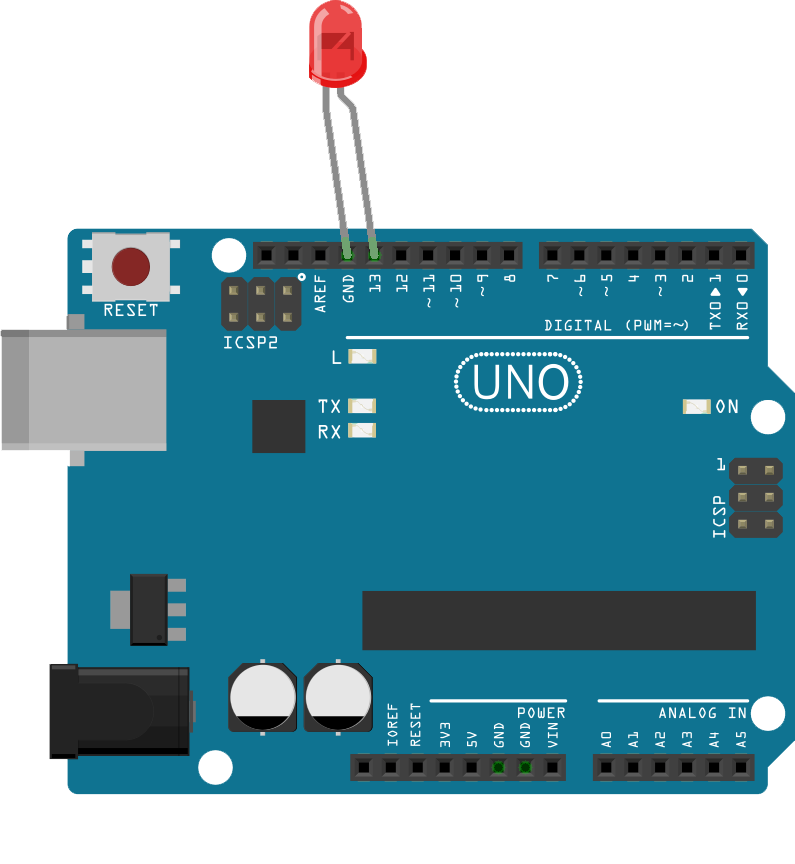 RESET
ICSP2
AREF
GND
13
12
~11
~10
~9
8
7
~6
~5
4
~3
2
TX0▶1
RX0◀0
DIGITAL (PWM=~)
L
TX
RX
UNO
ON
1
ICSP
POWER
ANALOG IN
IOREF
RESET
3V3
5V
GND
GND
VIN
A0
A1
A2
A3
A4
A5